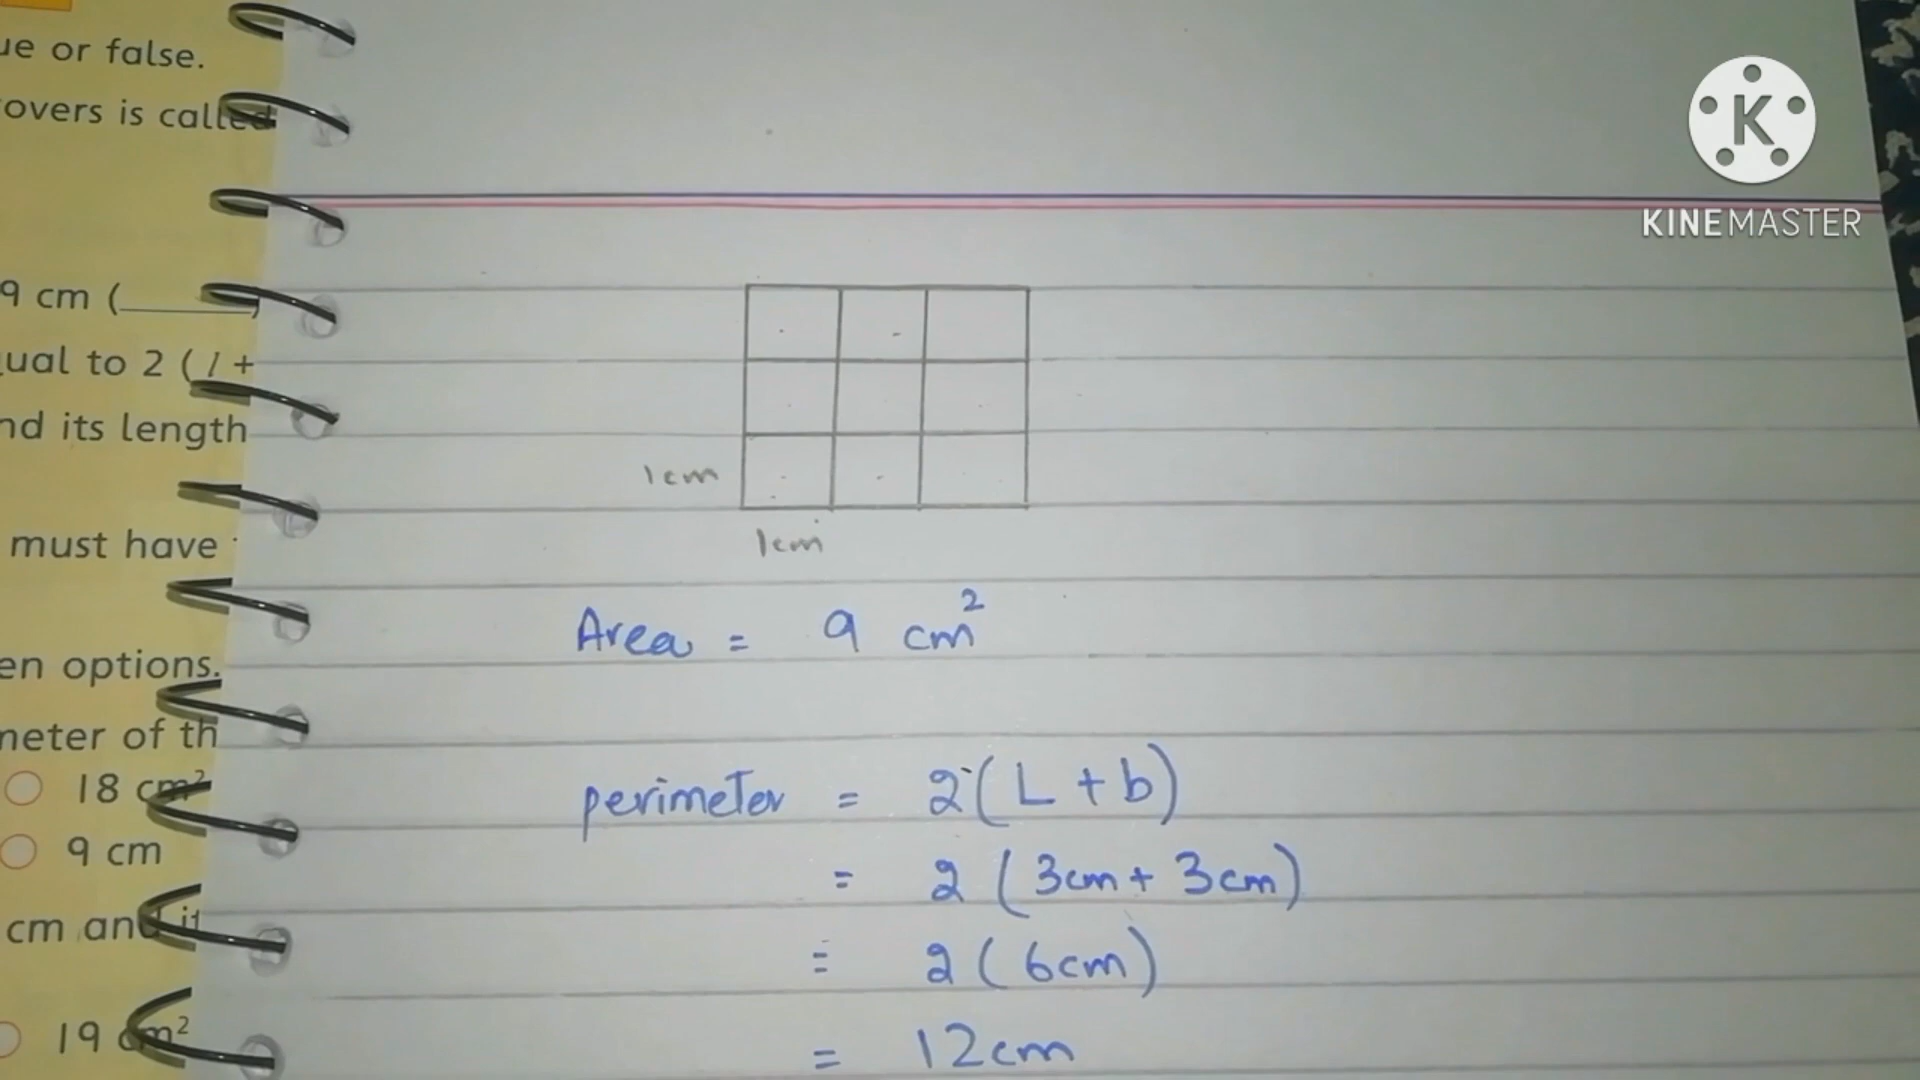 ue or false.
overs is called
9 cm (
ual to 2 ( l +
nd its length
must have
en options.
meter of th
18 cm²
9 cm
cm and it
19 cm²
K
KINEMASTER
1cm
1cm
Area = 9 cm²
perimeter = 2(L + b)
= 2 (3cm + 3cm)
= 2 (6cm)
= 12cm